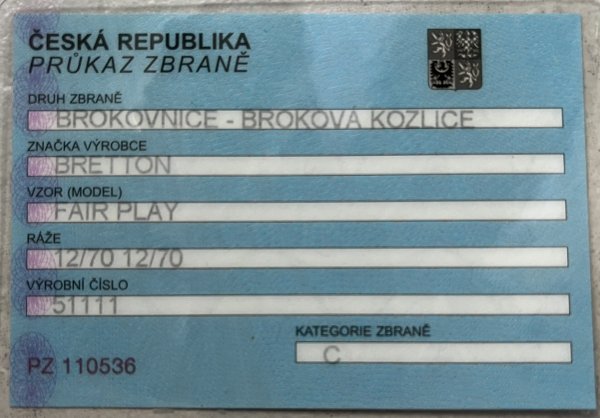 ČESKÁ REPUBLIKA
PRŮKAZ ZBRANĚ
DRUH ZBRANĚ
BROKOVNICE - BROKOVÁ KOZLICE
ZNAČKA VÝROBCE
BRETTON
VZOR (MODEL)
FAIR PLAY
RÁŽE
12/70 12/70
VÝROBNÍ ČÍSLO
51111
KATEGORIE ZBRANĚ
C
PZ 110536